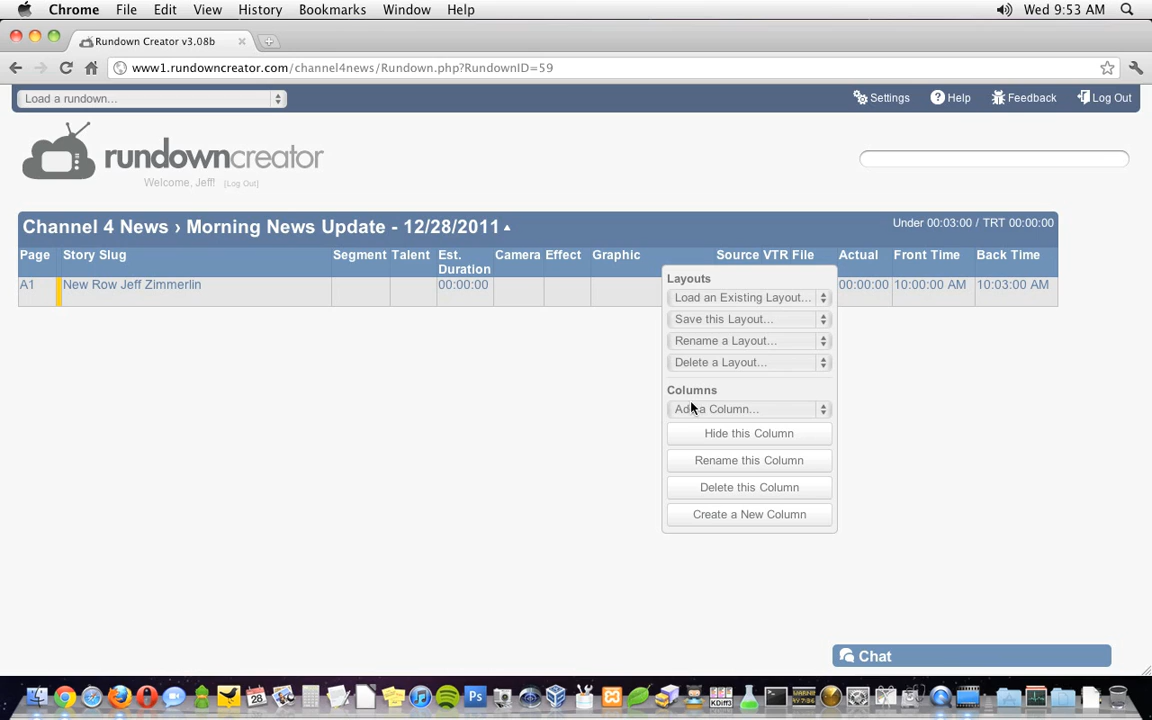 Chrome File Edit View History Bookmarks Window Help Wed 9:53 AM
Rundown Creator v3.08b
www1.rundowncreator.com/channel4news/Rundown.php?RundownID=59
Load a rundown... Settings Help Feedback Log Out
rundowncreator
Welcome, Jeff! [Log Out]
Channel 4 News › Morning News Update - 12/28/2011 Under 00:03:00 / TRT 00:00:00
Page Story Slug Segment Talent Est. Duration Camera Effect Graphic Source VTR File Actual Front Time Back Time
A1 New Row Jeff Zimmerlin 00:00:00 00:00:00 10:00:00 AM 10:03:00 AM
Layouts
Load an Existing Layout...
Save this Layout...
Rename a Layout...
Delete a Layout...
Columns
Add a Column...
Hide this Column
Rename this Column
Delete this Column
Create a New Column
Chat